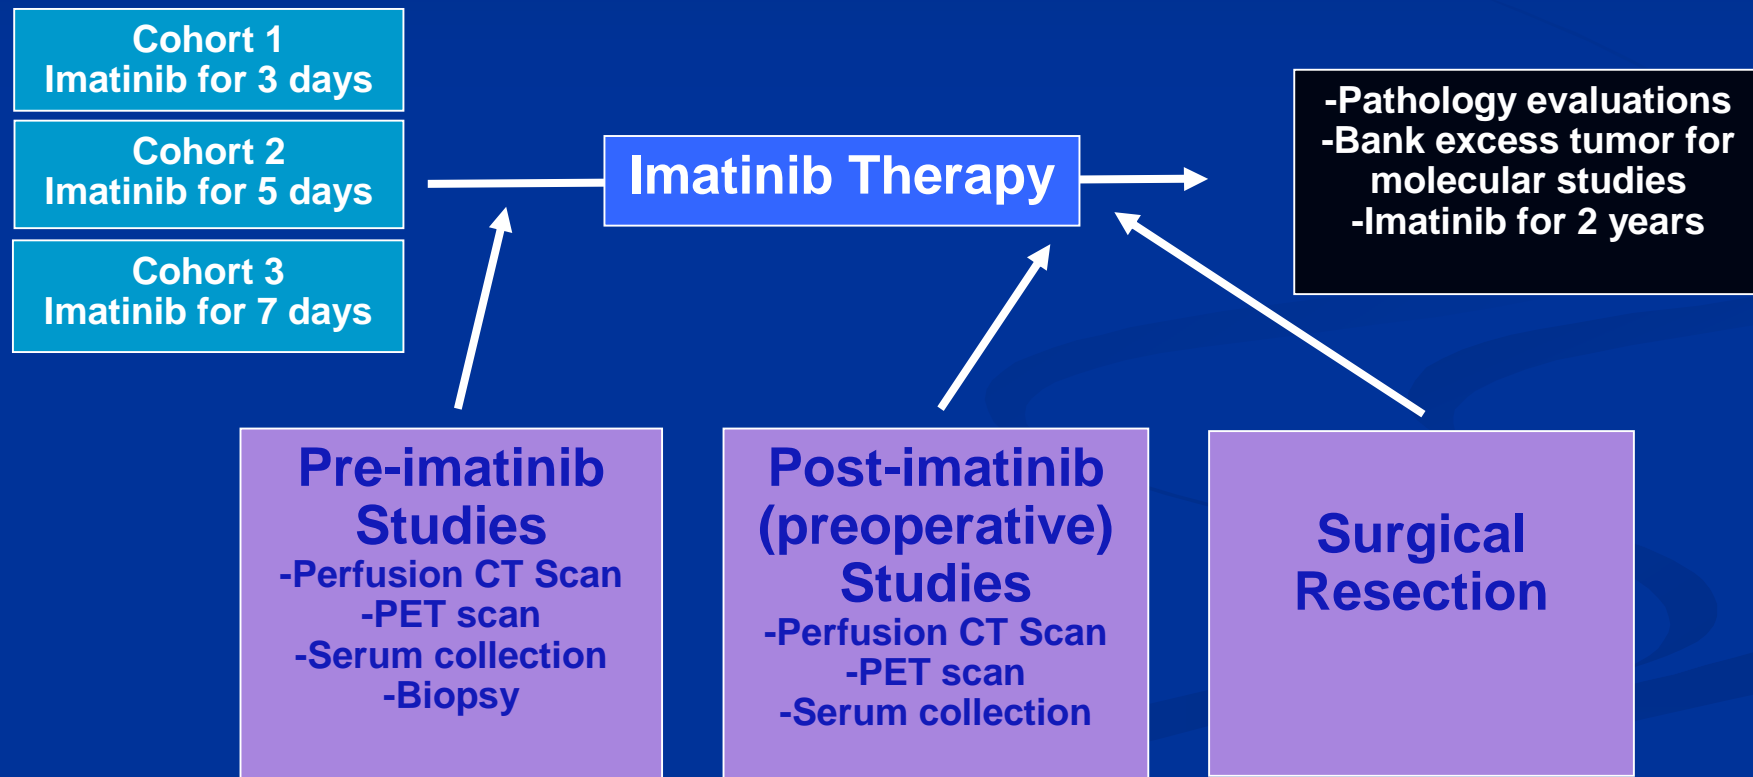 Cohort 1
Imatinib for 3 days
Cohort 2
Imatinib for 5 days
Cohort 3
Imatinib for 7 days
Imatinib Therapy
-Pathology evaluations
-Bank excess tumor for
molecular studies
-Imatinib for 2 years
Pre-imatinib
Studies
-Perfusion CT Scan
-PET scan
-Serum collection
-Biopsy
Post-imatinib
(preoperative)
Studies
-Perfusion CT Scan
-PET scan
-Serum collection
Surgical
Resection